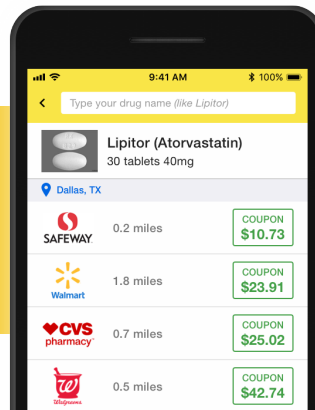 9:41 AM
100%
Type your drug name (like Lipitor)
Lipitor (Atorvastatin)
30 tablets 40mg
Dallas, TX
SAFEWAY
0.2 miles
COUPON
$10.73
Walmart
1.8 miles
COUPON
$23.91
CVS
pharmacy
0.7 miles
COUPON
$25.02
W
Walgreens
0.5 miles
COUPON
$42.74